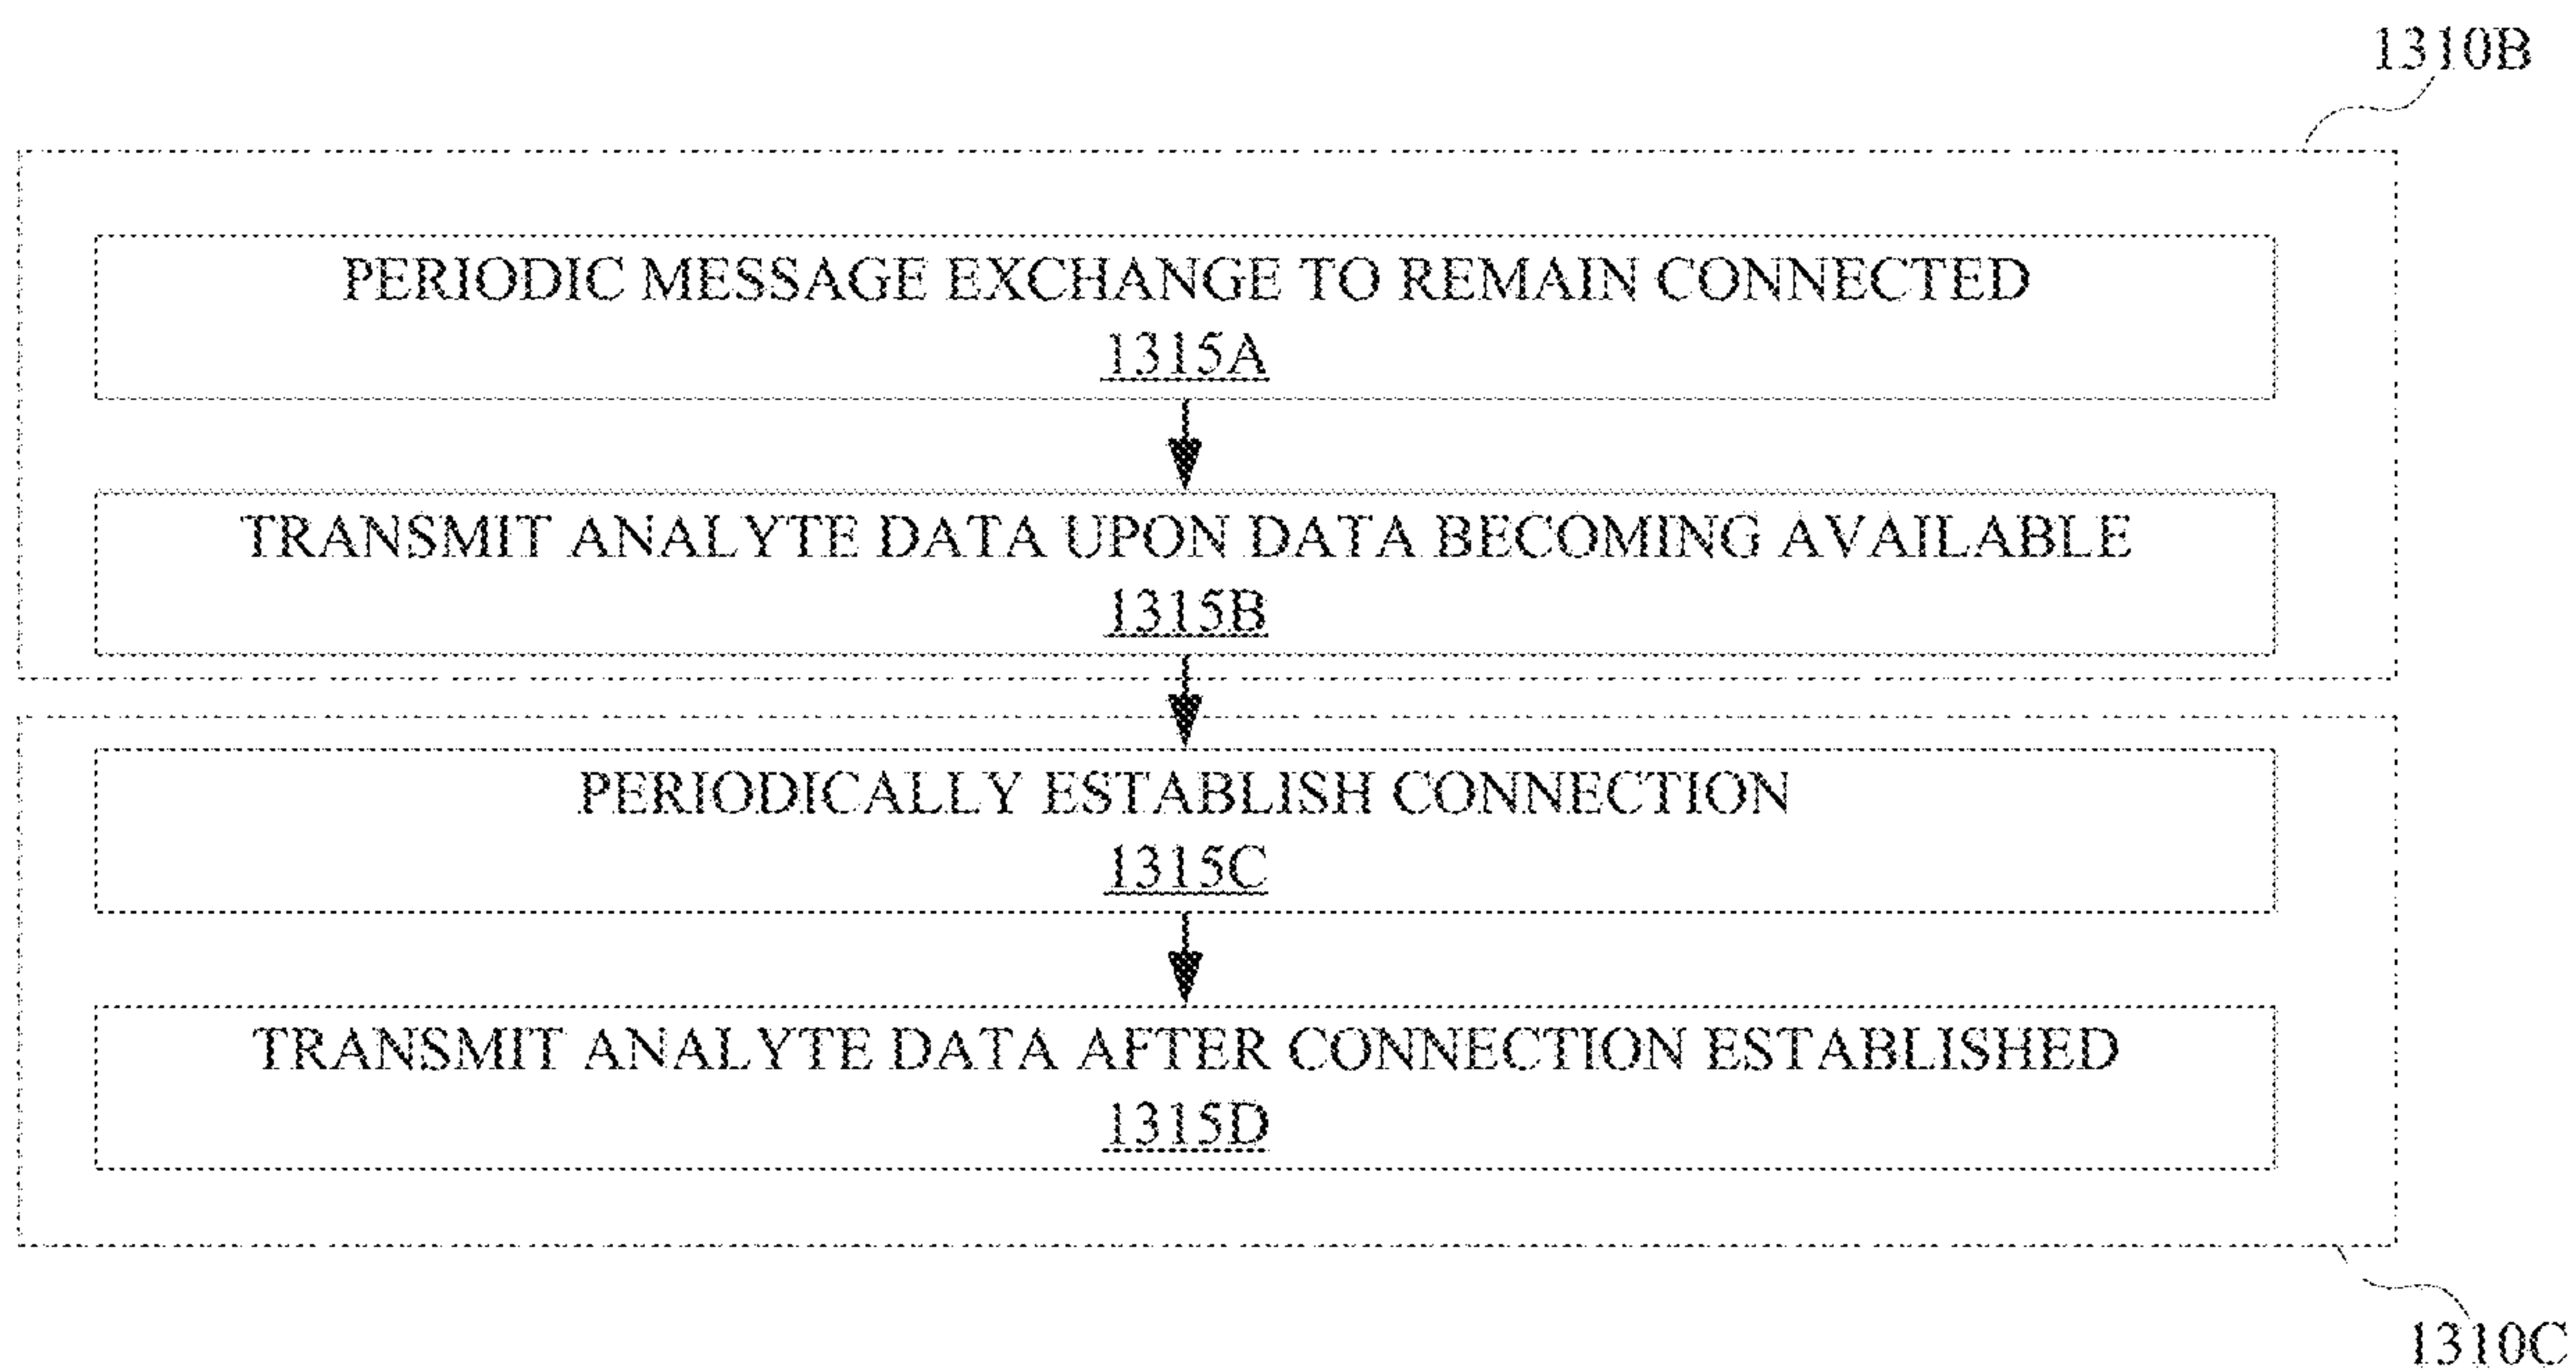 1310B
PERIODIC MESSAGE EXCHANGE TO REMAIN CONNECTED
1315A
TRANSMIT ANALYTE DATA UPON DATA BECOMING AVAILABLE
1315B
PERIODICALLY ESTABLISH CONNECTION
1315C
TRANSMIT ANALYTE DATA AFTER CONNECTION ESTABLISHED
1315D
1310C